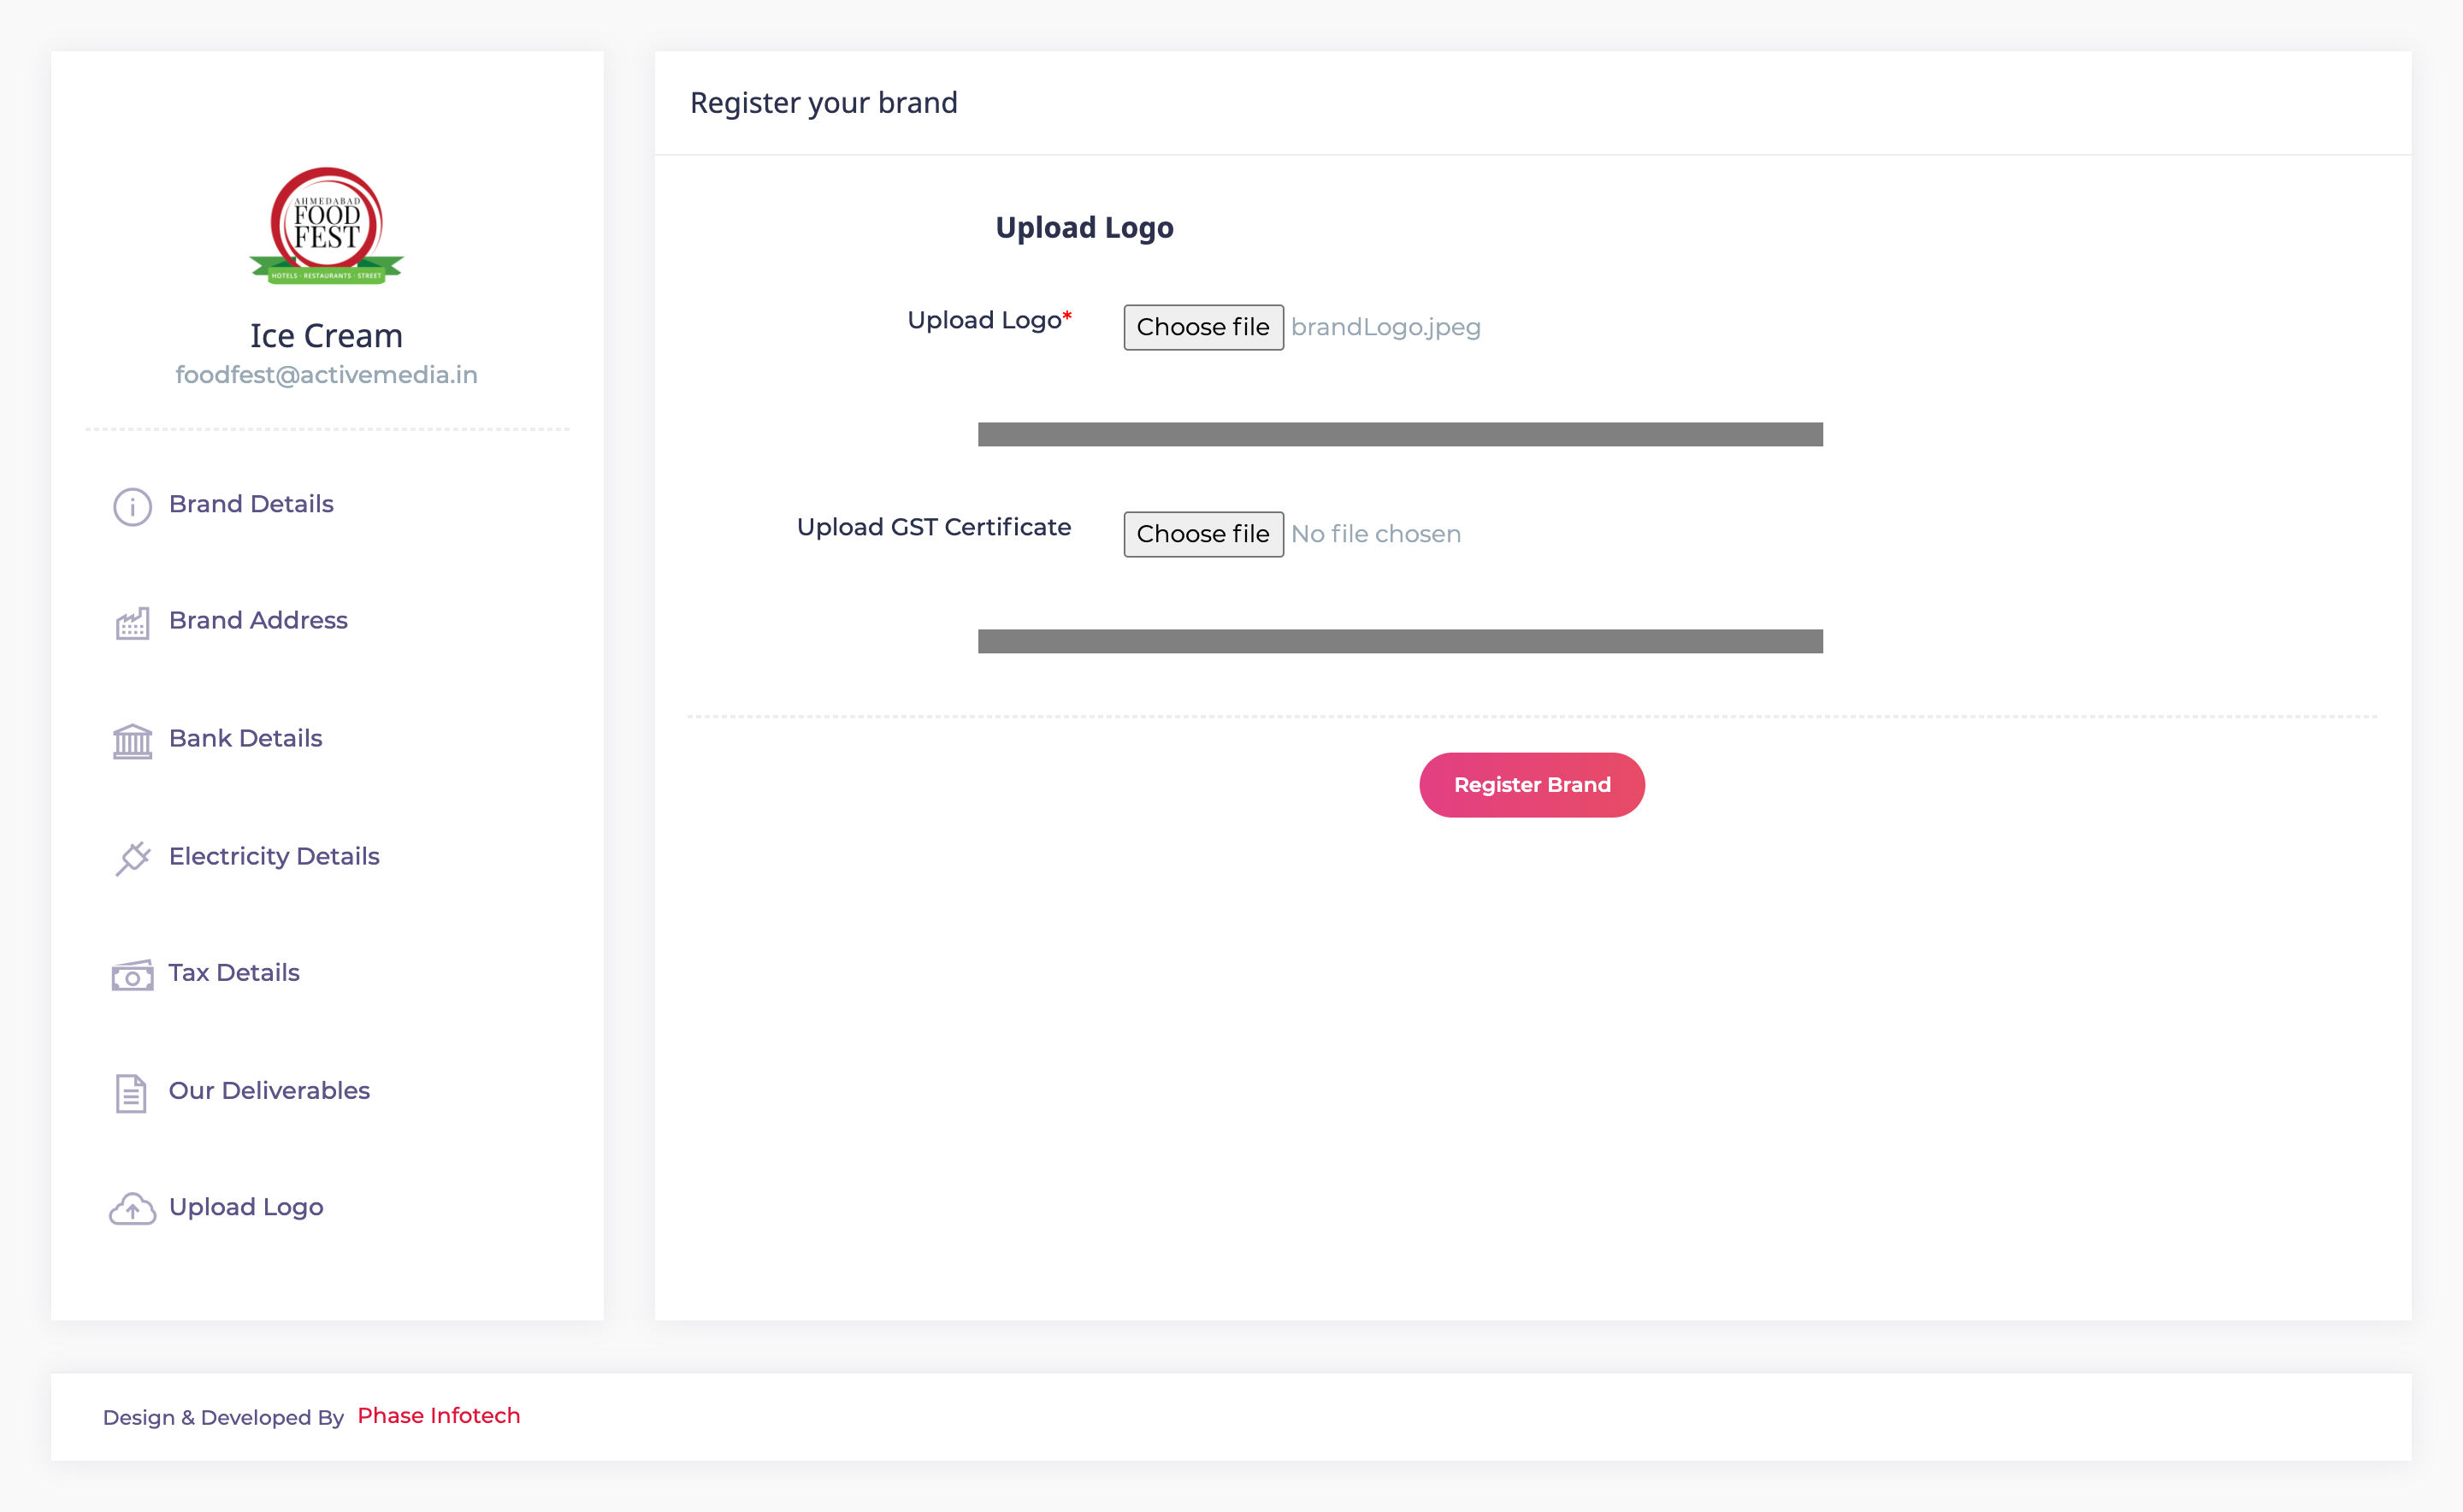 AHMEDABAD
FOOD
FEST
HOTELS · RESTAURANTS · STREET
Ice Cream
foodfest@activemedia.in
Brand Details
Brand Address
Bank Details
Electricity Details
Tax Details
Our Deliverables
Upload Logo
Register your brand
Upload Logo
Upload Logo* Choose file brandLogo.jpeg
Upload GST Certificate Choose file No file chosen
Register Brand
Design & Developed By Phase Infotech